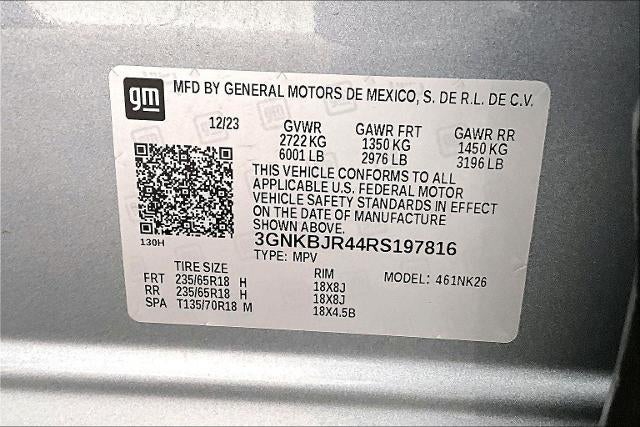 gm MFD BY GENERAL MOTORS DE MEXICO, S. DE R.L. DE C.V.
12/23 GVWR GAWR FRT GAWR RR
2722 KG 1350 KG 1450 KG
6001 LB 2976 LB 3196 LB
THIS VEHICLE CONFORMS TO ALL
APPLICABLE U.S. FEDERAL MOTOR
VEHICLE SAFETY STANDARDS IN EFFECT
ON THE DATE OF MANUFACTURE
SHOWN ABOVE.
130H 3GNKBJR44RS197816
TYPE: MPV
TIRE SIZE RIM MODEL: 461NK26
FRT 235/65R18 H 18X8J
RR 235/65R18 H 18X8J
SPA T135/70R18 M 18X4.5B